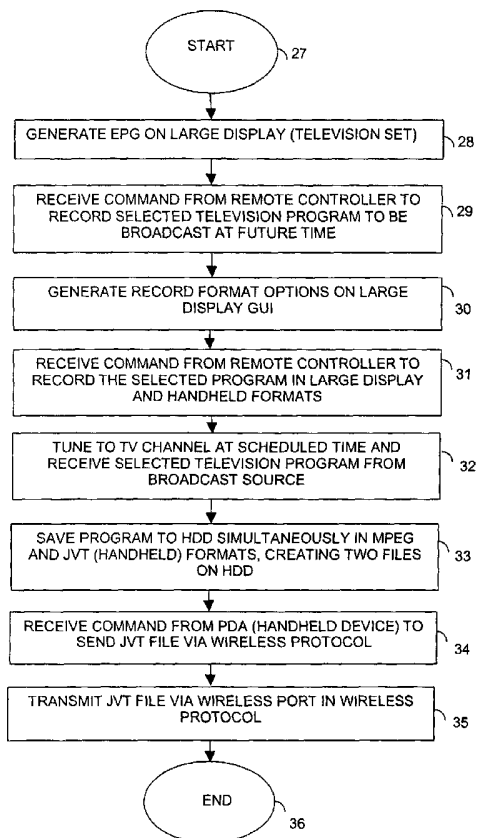 START
27
GENERATE EPG ON LARGE DISPLAY (TELEVISION SET)
28
RECEIVE COMMAND FROM REMOTE CONTROLLER TO
RECORD SELECTED TELEVISION PROGRAM TO BE
BROADCAST AT FUTURE TIME
29
GENERATE RECORD FORMAT OPTIONS ON LARGE
DISPLAY GUI
30
RECEIVE COMMAND FROM REMOTE CONTROLLER TO
RECORD THE SELECTED PROGRAM IN LARGE DISPLAY
AND HANDHELD FORMATS
31
TUNE TO TV CHANNEL AT SCHEDULED TIME AND
RECEIVE SELECTED TELEVISION PROGRAM FROM
BROADCAST SOURCE
32
SAVE PROGRAM TO HDD SIMULTANEOUSLY IN MPEG
AND JVT (HANDHELD) FORMATS, CREATING TWO FILES
ON HDD
33
RECEIVE COMMAND FROM PDA (HANDHELD DEVICE) TO
SEND JVT FILE VIA WIRELESS PROTOCOL
34
TRANSMIT JVT FILE VIA WIRELESS PORT IN WIRELESS
PROTOCOL
35
END
36